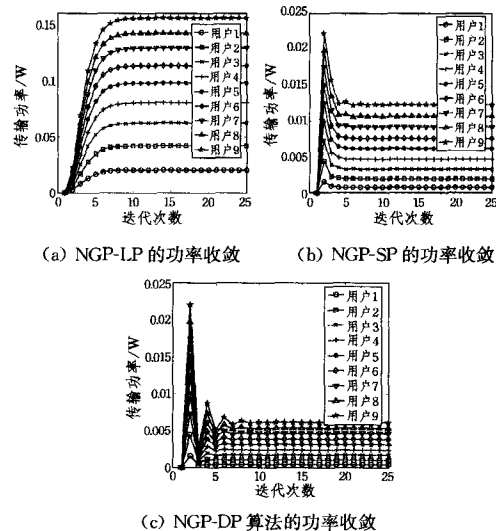 传输功率/W
0.15
0.1
0.05
0
0 5 10 15 20 25
迭代次数
用户1
用户2
用户3
用户4
用户5
用户6
用户7
用户8
用户9
(a) NGP-LP 的功率收敛
传输功率/W
0.025
0.02
0.015
0.01
0.005
0
0 5 10 15 20 25
迭代次数
用户1
用户2
用户3
用户4
用户5
用户6
用户7
用户8
用户9
(b) NGP-SP 的功率收敛
传输功率/W
0.025
0.02
0.015
0.01
0.005
0
0 5 10 15 20 25
迭代次数
用户1
用户2
用户3
用户4
用户5
用户6
用户7
用户8
用户9
(c) NGP-DP 算法的功率收敛